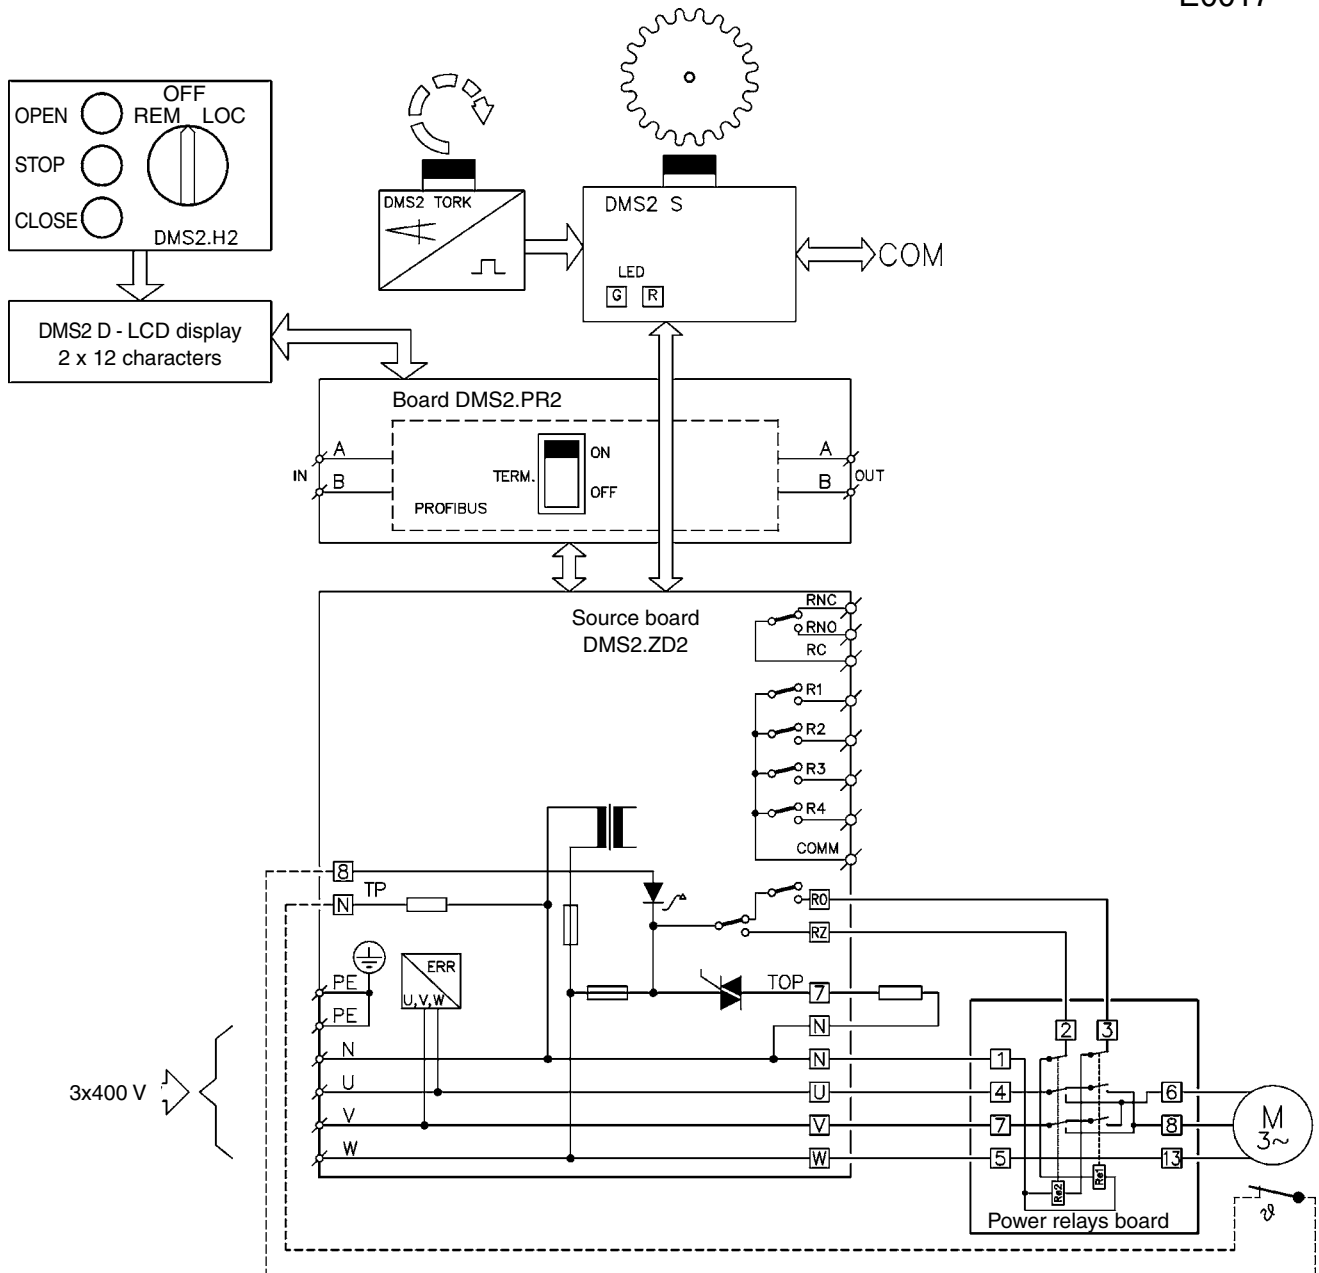 OFF
OPEN
REM
LOC
STOP
CLOSE
DMS2.H2
DMS2 TORK
DMS2 S
LED
G
R
COM
DMS2 D - LCD display
2 x 12 characters
Board DMS2.PR2
A
IN
B
TERM.
ON
OFF
PROFIBUS
A
B
OUT
Source board
DMS2.ZD2
RNC
RNO
RC
R1
R2
R3
R4
COMM
8
TP
N
RO
RZ
PE
PE
ERR
U,V,W
TOP
7
N
N
U
V
W
N
U
V
W
3x400 V
2
3
1
4
7
5
6
8
13
Re2
Re1
Power relays board
M
3~
ϑ